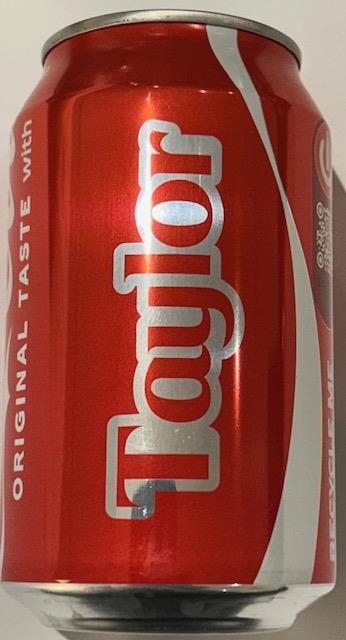 ORIGINAL TASTE with
Taylor
RECYCLE ME